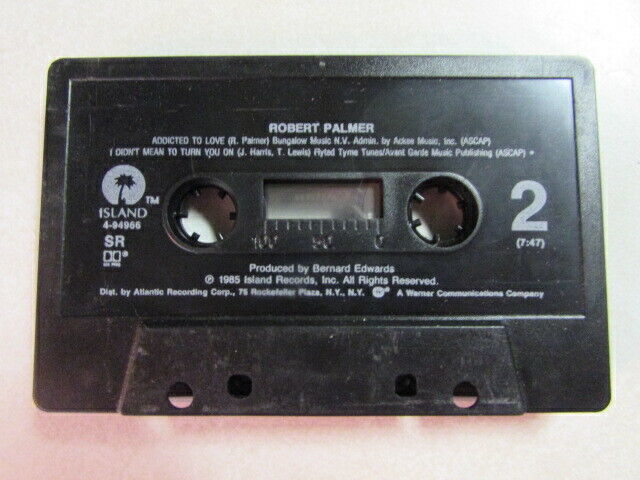 ROBERT PALMER
ADDICTED TO LOVE (R. Palmer) Bungalow Music N.V. Admin. by Ackee Music, Inc. (ASCAP)
I DIDN'T MEAN TO TURN YOU ON (J. Harris, T. Lewis) Flyted Tyme Tunes/Avant Garde Music Publishing (ASCAP) *
TM
ISLAND
4-94966
SR
100 50 0
2
(7:47)
Produced by Bernard Edwards
℗ 1985 Island Records, Inc. All Rights Reserved.
Dist. by Atlantic Recording Corp., 75 Rockefeller Plaza, N.Y., N.Y. ® A Warner Communications Company